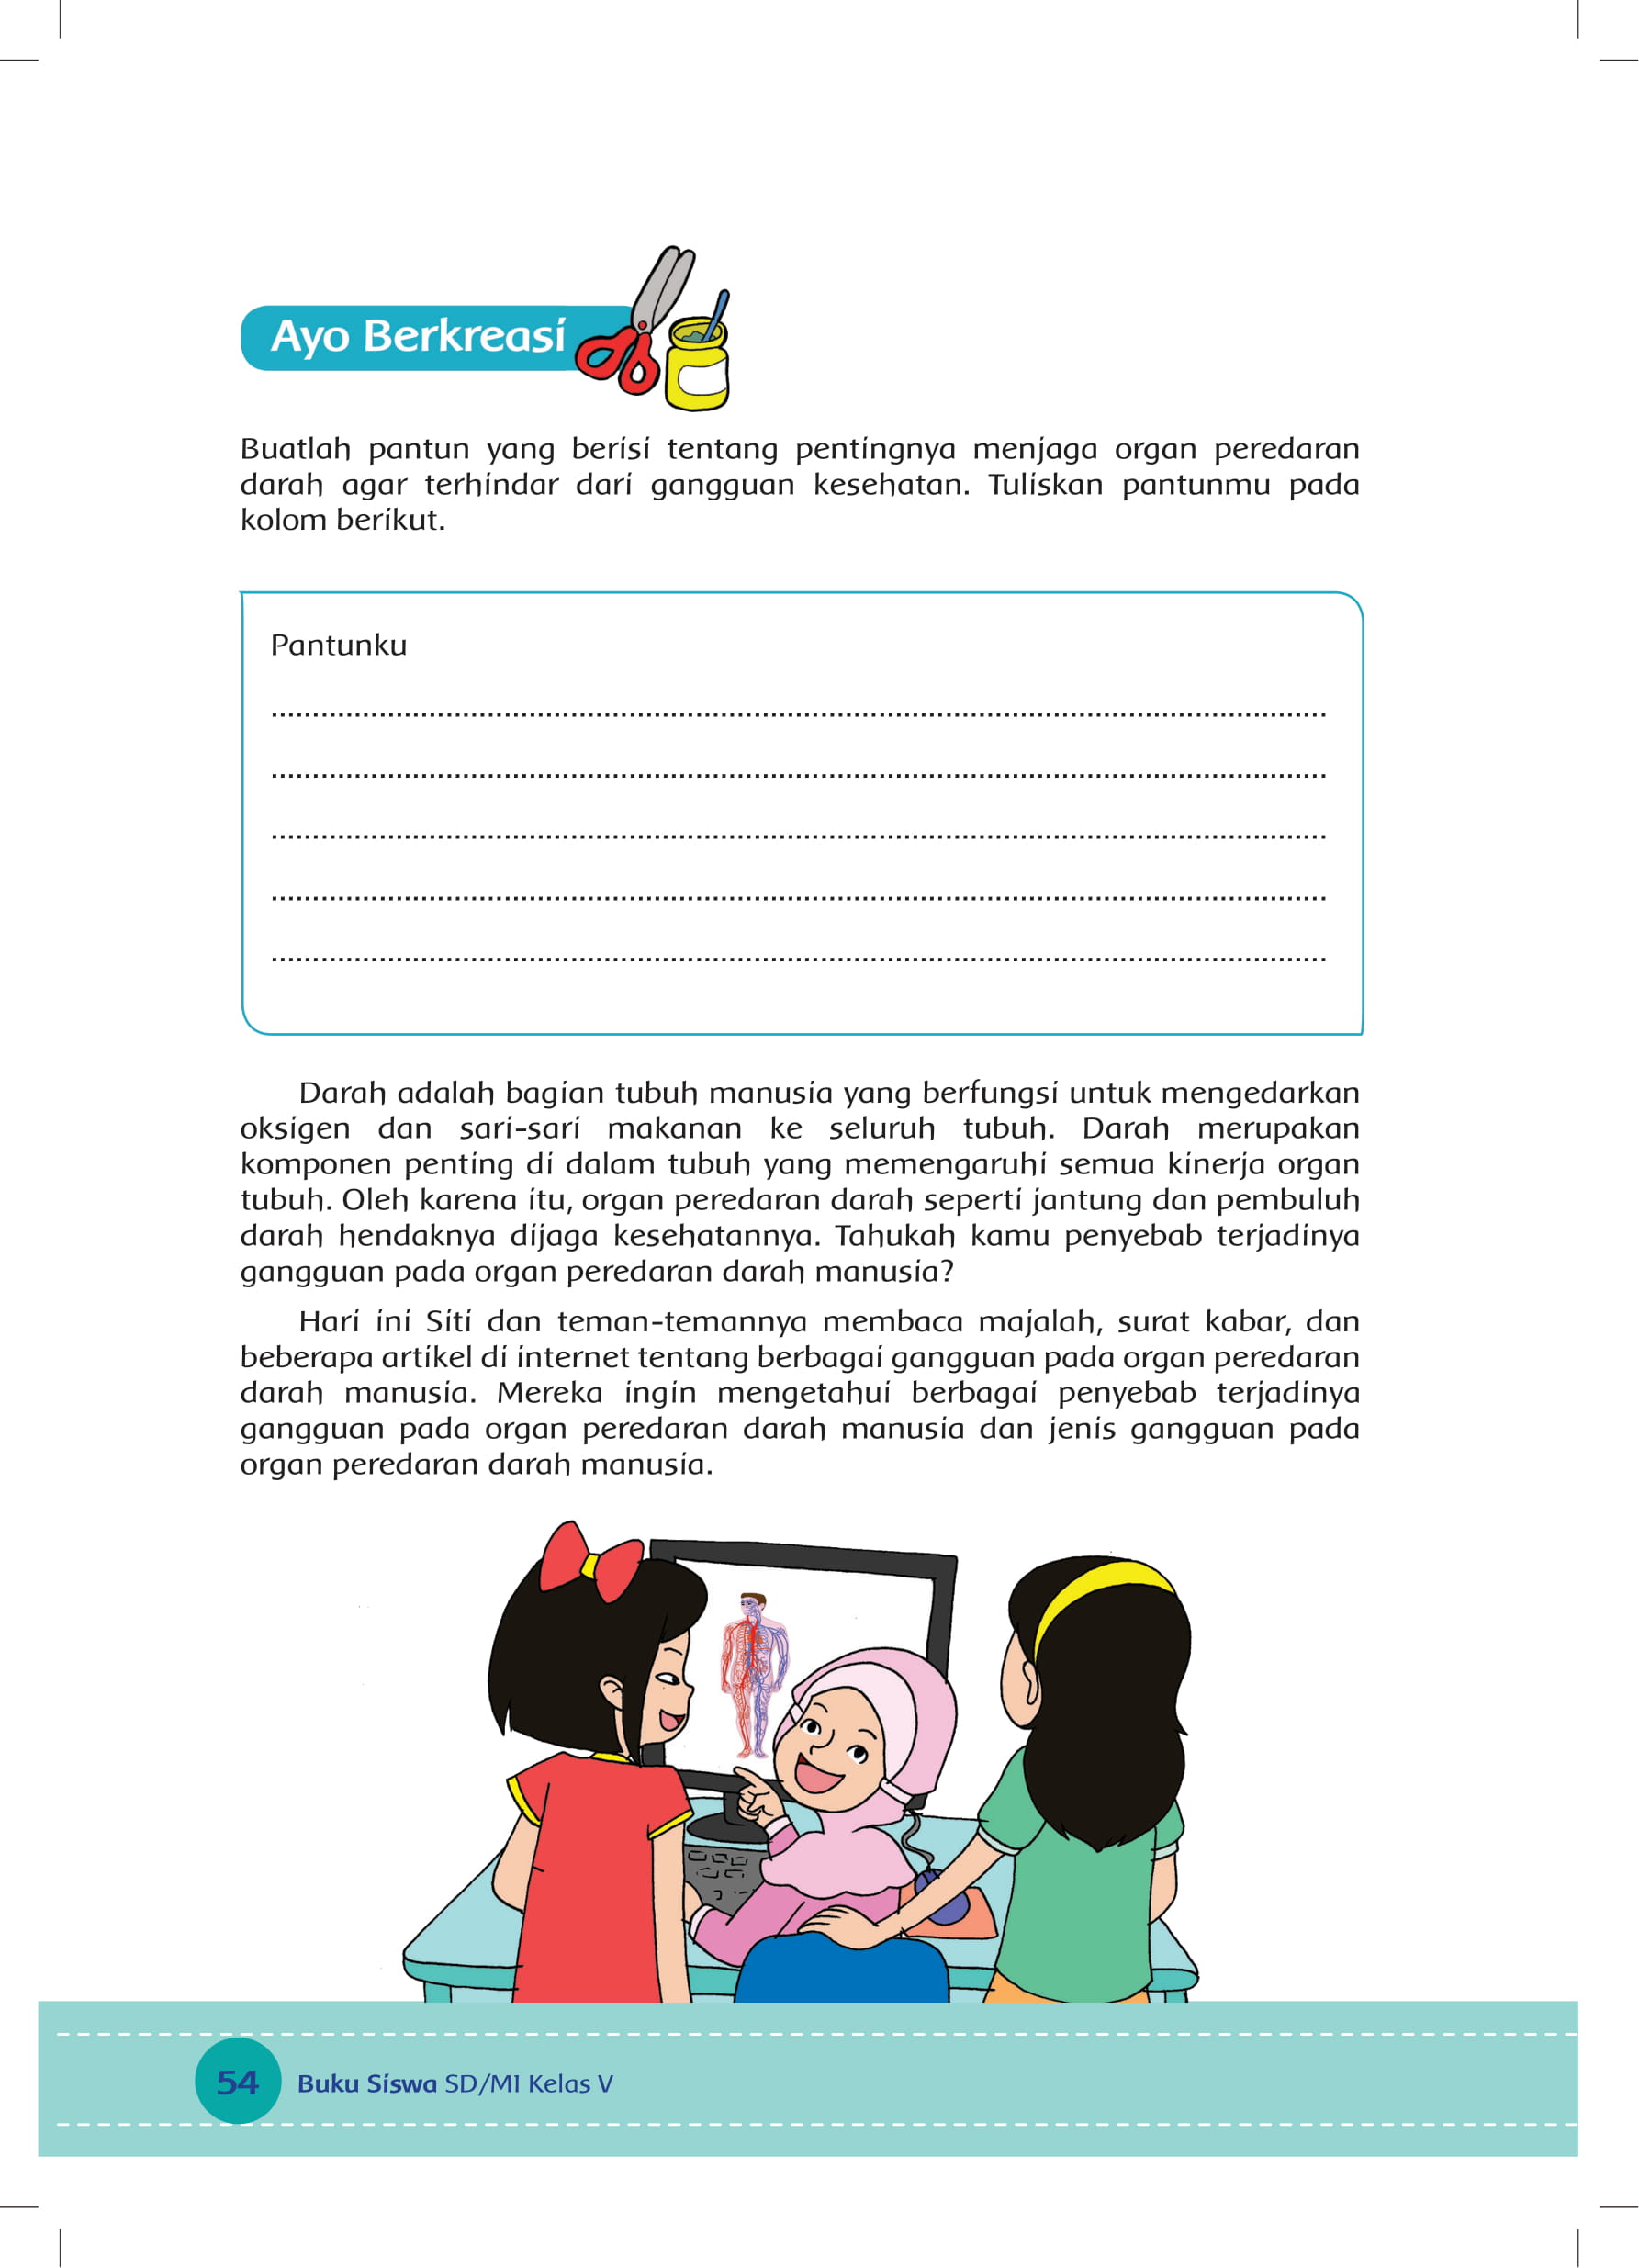 Ayo Berkreasi
Buatlah pantun yang berisi tentang pentingnya menjaga organ peredaran
darah agar terhindar dari gangguan kesehatan. Tuliskan pantunmu pada
kolom berikut.
Pantunku
Darah adalah bagian tubuh manusia yang berfungsi untuk mengedarkan
oksigen dan sari-sari makanan ke seluruh tubuh. Darah merupakan
komponen penting di dalam tubuh yang memengaruhi semua kinerja organ
tubuh. Oleh karena itu, organ peredaran darah seperti jantung dan pembuluh
darah hendaknya dijaga kesehatannya. Tahukah kamu penyebab terjadinya
gangguan pada organ peredaran darah manusia?
Hari ini Siti dan teman-temannya membaca majalah, surat kabar, dan
beberapa artikel di internet tentang berbagai gangguan pada organ peredaran
darah manusia. Mereka ingin mengetahui berbagai penyebab terjadinya
gangguan pada organ peredaran darah manusia dan jenis gangguan pada
organ peredaran darah manusia.
54 Buku Siswa SD/MI Kelas V